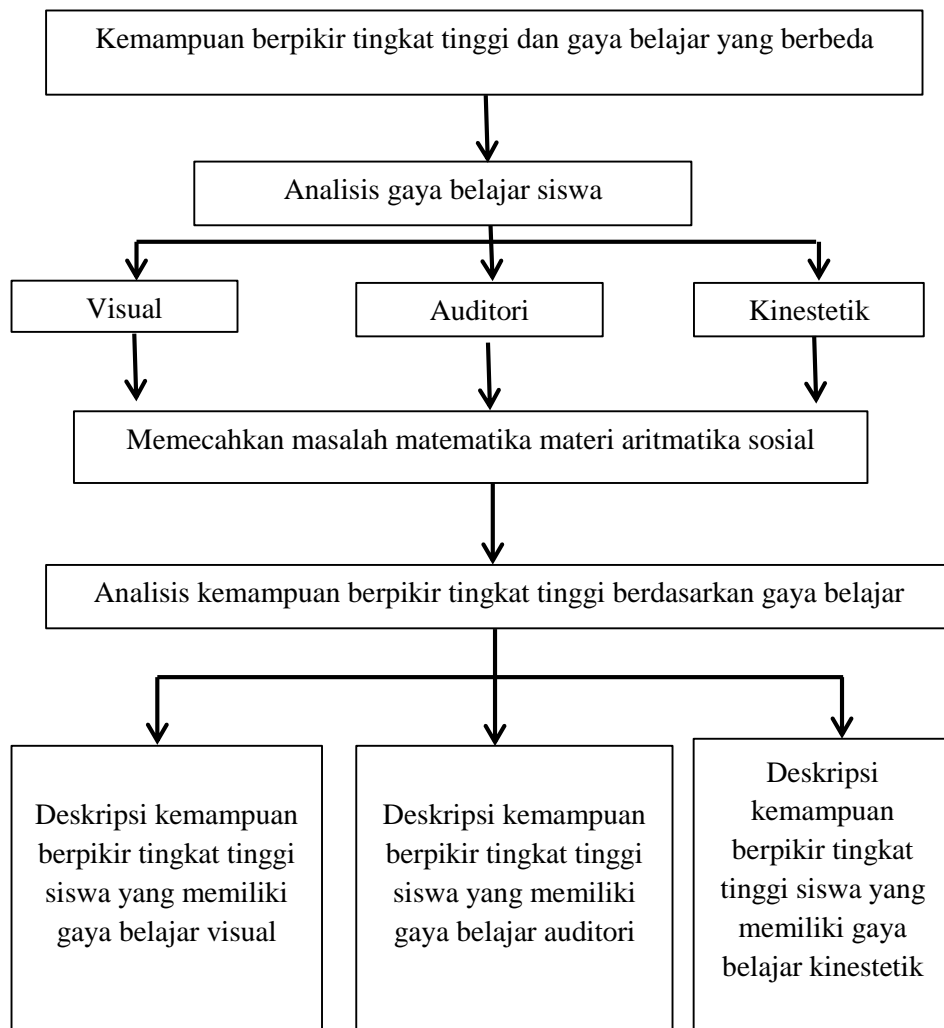 Kemampuan berpikir tingkat tinggi dan gaya belajar yang berbeda
Analisis gaya belajar siswa
Visual
Auditori
Kinestetik
Memecahkan masalah matematika materi aritmatika sosial
Analisis kemampuan berpikir tingkat tinggi berdasarkan gaya belajar
Deskripsi kemampuan
berpikir tingkat tinggi
siswa yang memiliki
gaya belajar visual
Deskripsi kemampuan
berpikir tingkat tinggi
siswa yang memiliki
gaya belajar auditori
Deskripsi
kemampuan
berpikir tingkat
tinggi siswa yang
memiliki gaya
belajar kinestetik